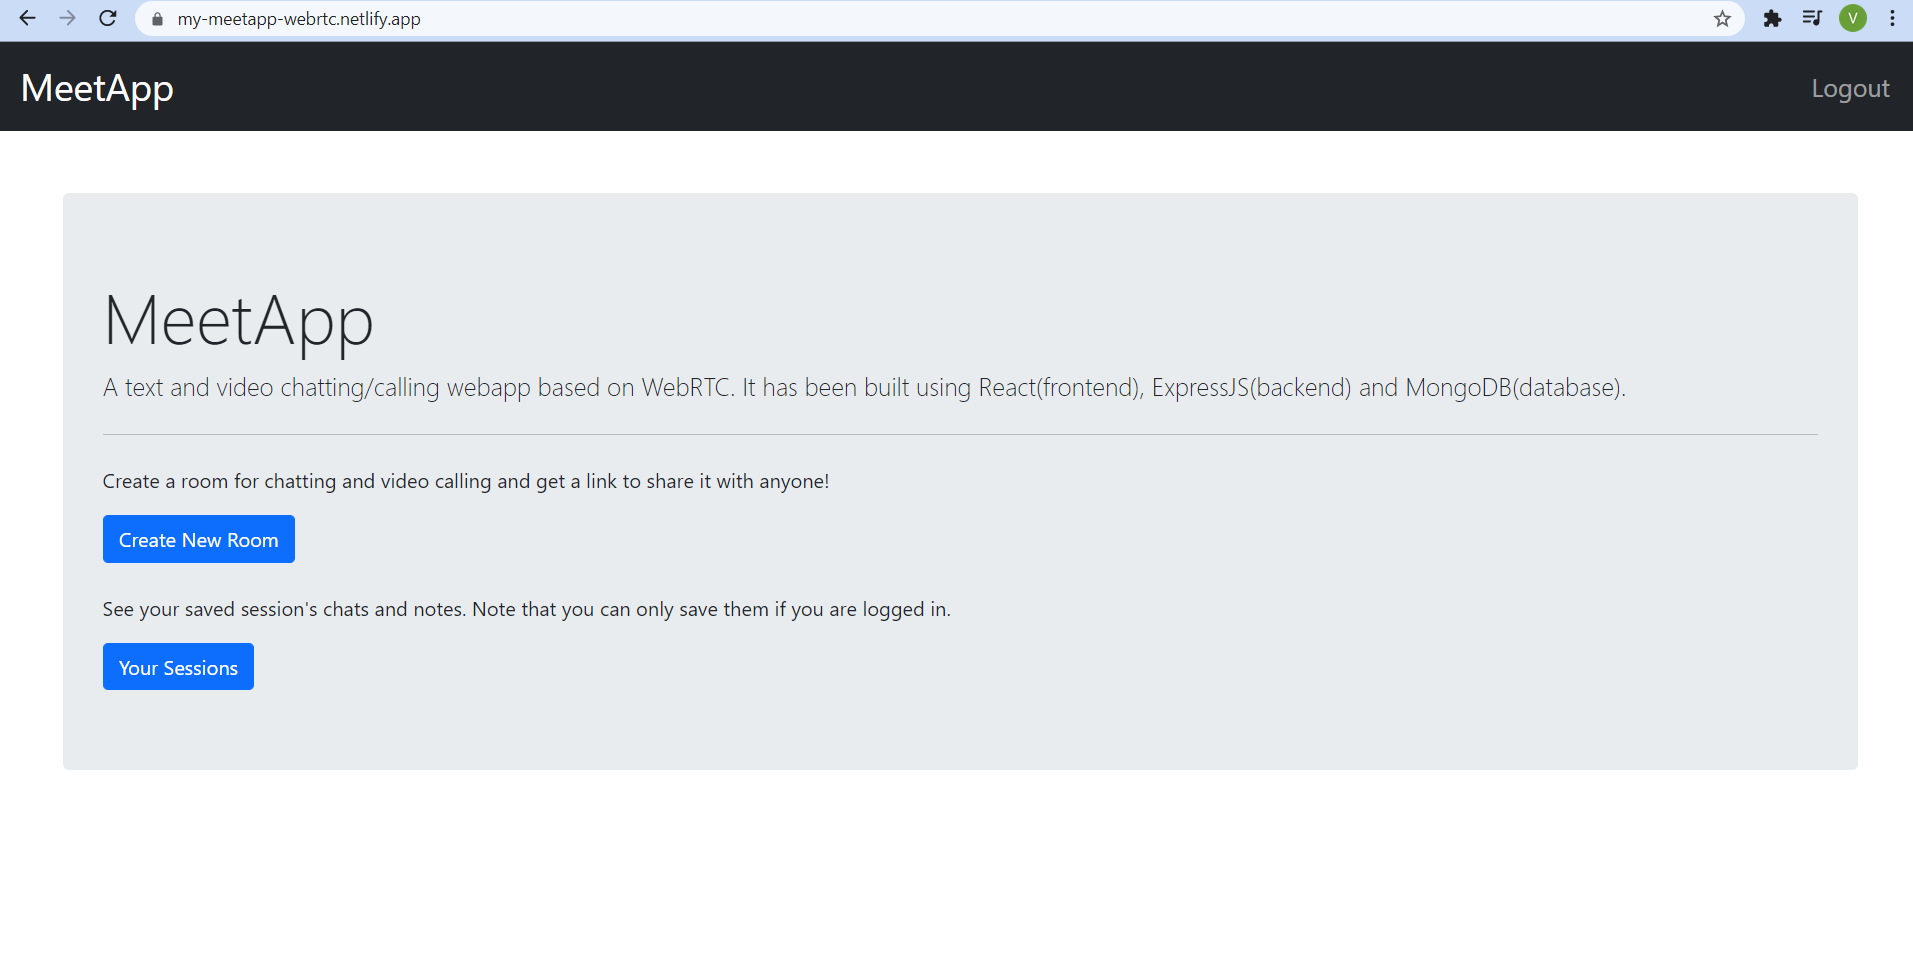 my-meetapp-webrtc.netlify.app
V
MeetApp
Logout
MeetApp
A text and video chatting/calling webapp based on WebRTC. It has been built using React(frontend), ExpressJS(backend) and MongoDB(database).
Create a room for chatting and video calling and get a link to share it with anyone!
Create New Room
See your saved session's chats and notes. Note that you can only save them if you are logged in.
Your Sessions